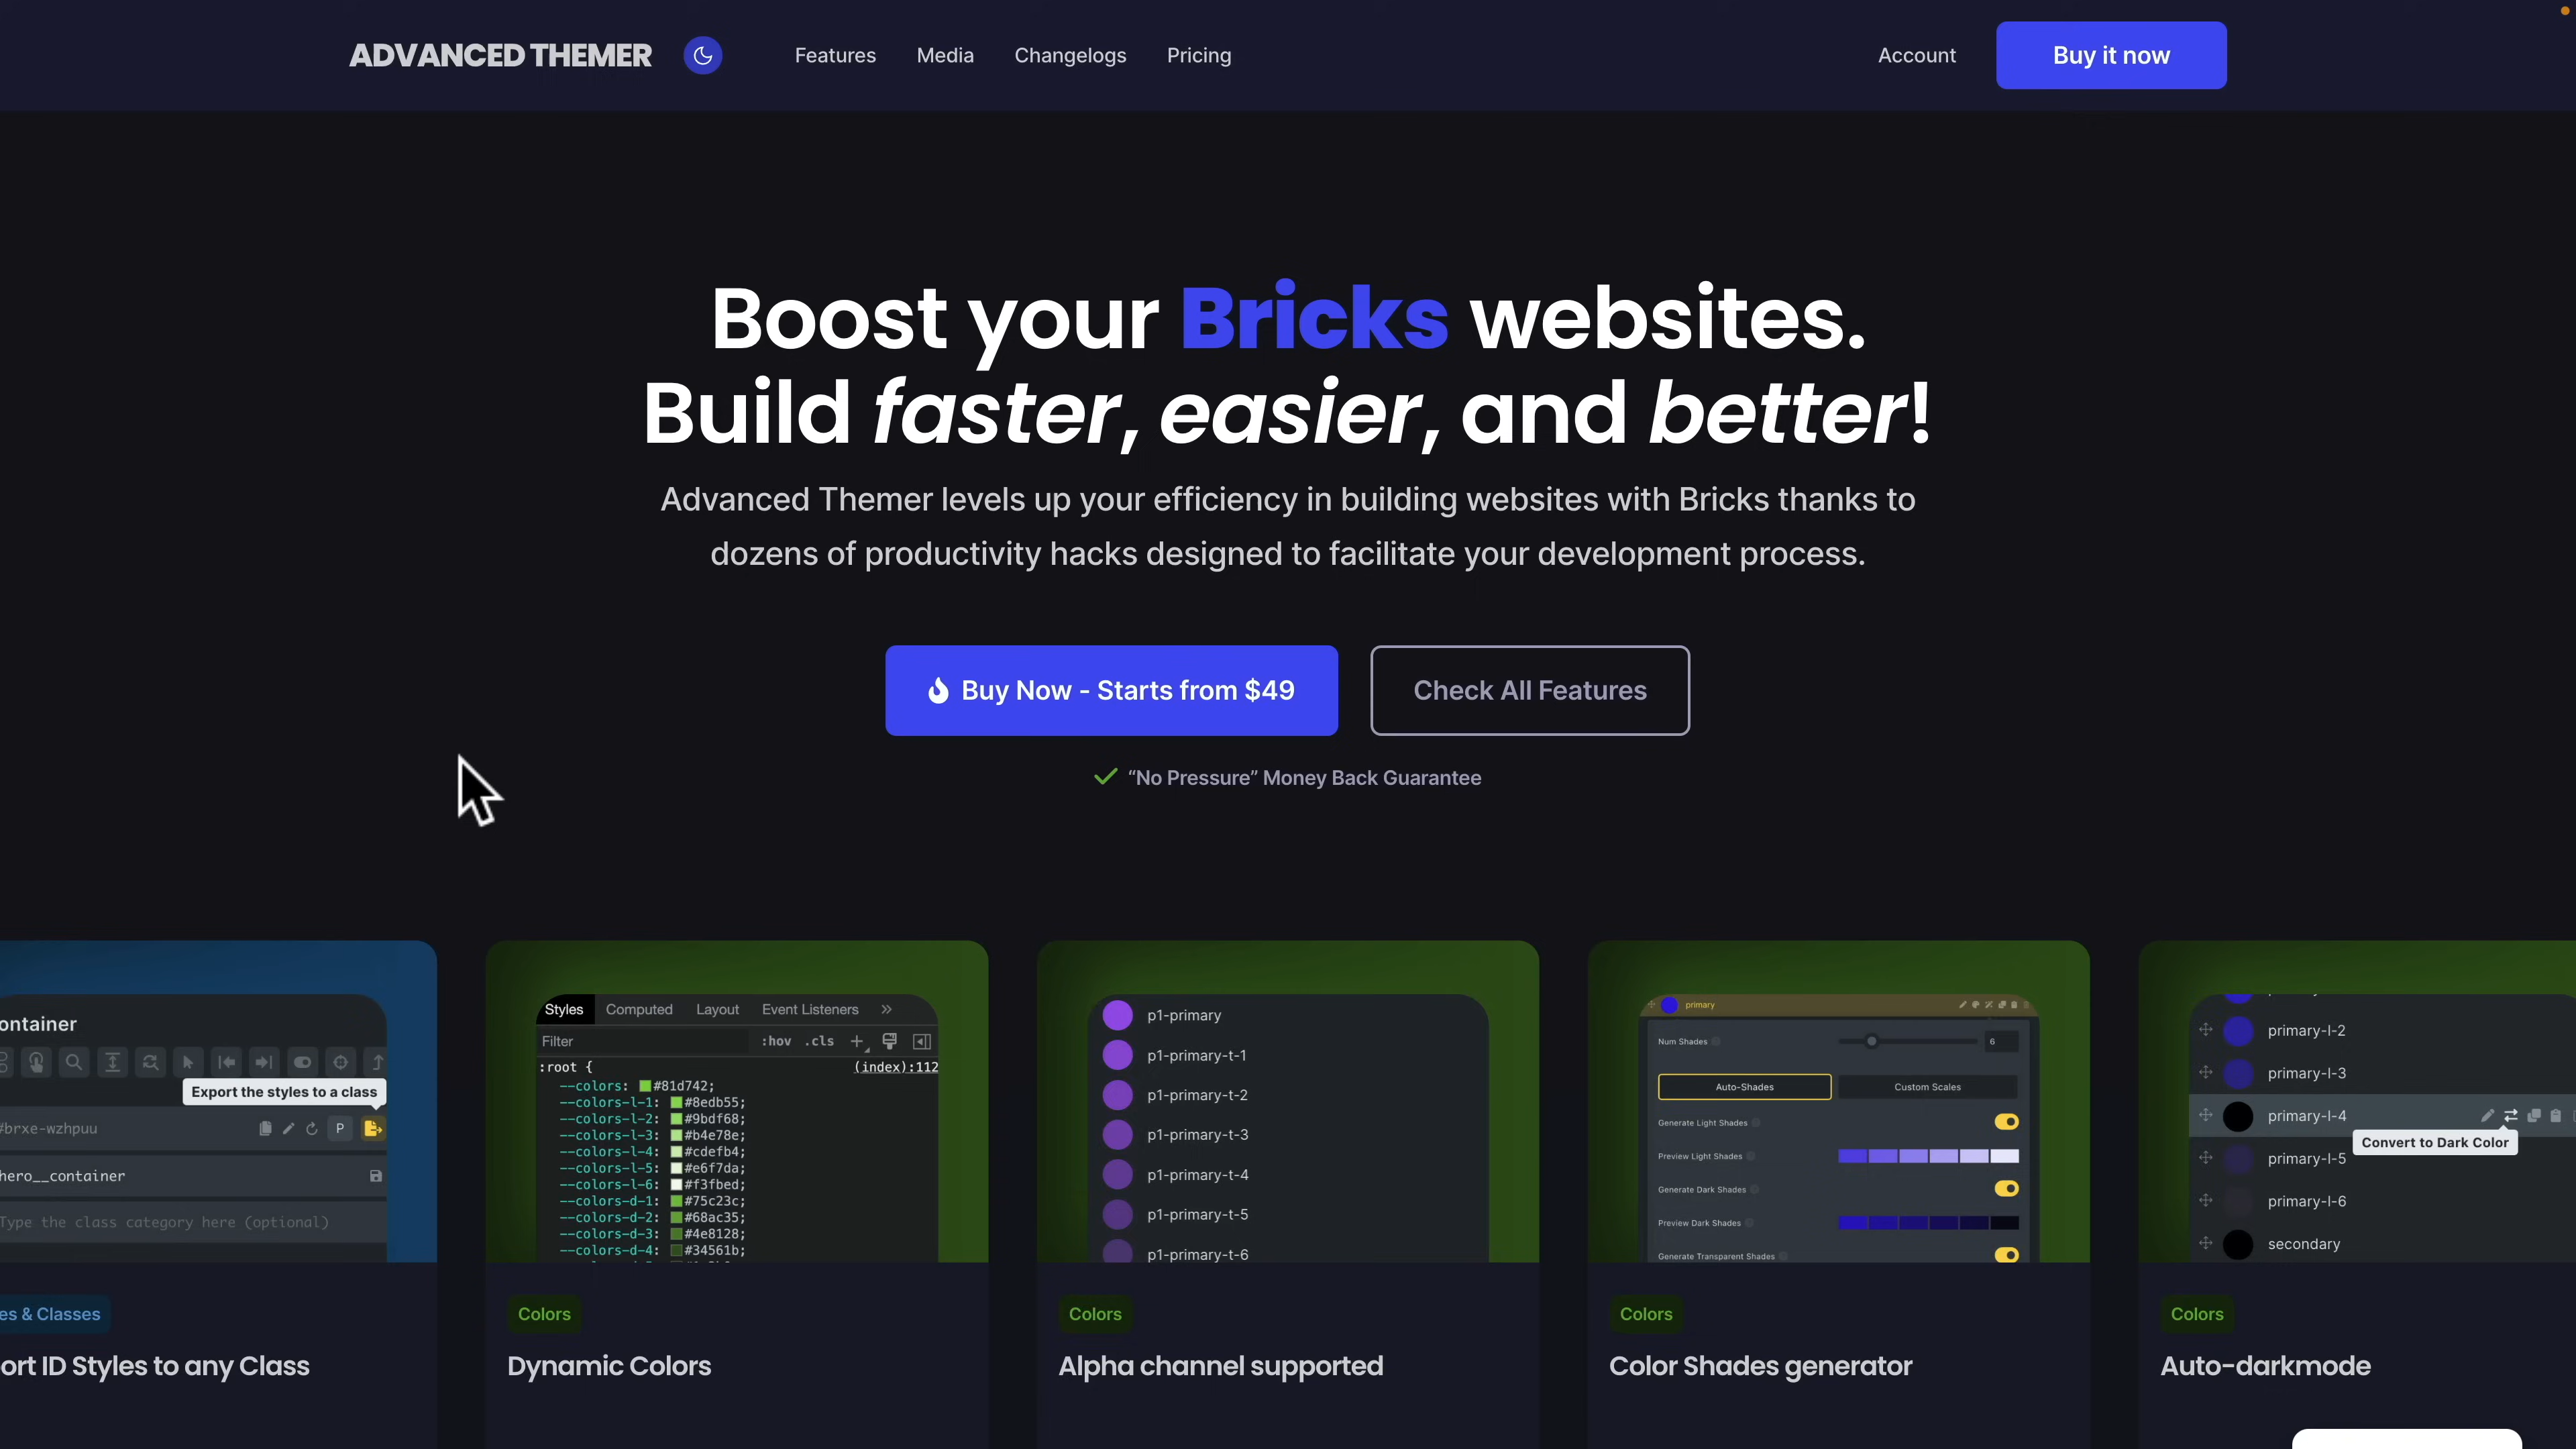 ADVANCED THEMER
Features
Media
Changelogs
Pricing
Account
Buy it now
Boost your Bricks websites.
Build faster, easier, and better!
Advanced Themer levels up your efficiency in building websites with Bricks thanks to
dozens of productivity hacks designed to facilitate your development process.
Buy Now - Starts from $49
Check All Features
“No Pressure” Money Back Guarantee
ontainer
Export the styles to a class
#brxe-wzhpuu
P
hero__container
Type the class category here (optional)
es & Classes
ort ID Styles to any Class
Styles Computed Layout Event Listeners »
Filter :hov .cls
:root { (index):112
--colors: #81d742;
--colors-l-1: #8edb55;
--colors-l-2: #9bdf68;
--colors-l-3: #b4e78e;
--colors-l-4: #cdefb4;
--colors-l-5: #e6f7da;
--colors-l-6: #f3fbed;
--colors-d-1: #75c23c;
--colors-d-2: #68ac35;
--colors-d-3: #4e8128;
--colors-d-4: #34561b;
Colors
Dynamic Colors
p1-primary
p1-primary-t-1
p1-primary-t-2
p1-primary-t-3
p1-primary-t-4
p1-primary-t-5
p1-primary-t-6
Colors
Alpha channel supported
primary
Num Shades 6
Auto-Shades Custom Scales
Generate Light Shades
Preview Light Shades
Generate Dark Shades
Preview Dark Shades
Generate Transparent Shades
Colors
Color Shades generator
primary-l-2
primary-l-3
primary-l-4
Convert to Dark Color
primary-l-5
primary-l-6
secondary
Colors
Auto-darkmode